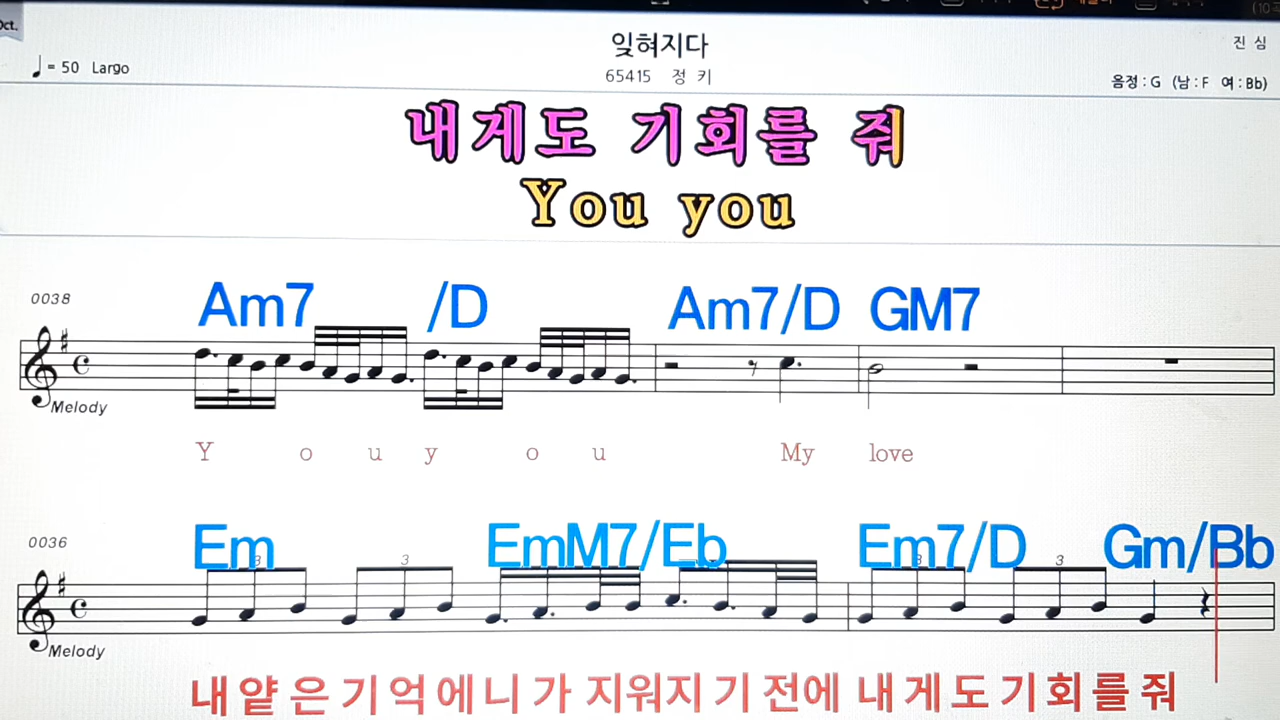 Oct.
잊혀지다
진 심
♩= 50 Largo
65415 정 키
음정 : G (남 : F 여 : Bb)
내게도 기회를 줘
You you
0038
Am7 /D Am7/D GM7
Melody
Y o u y o u My love
0036
Em EmM7/Eb Em7/D Gm/Bb
3 3 3 3
Melody
내 얕 은 기 억 에 니 가 지워지 기 전에 내 게 도 기 회 를 줘